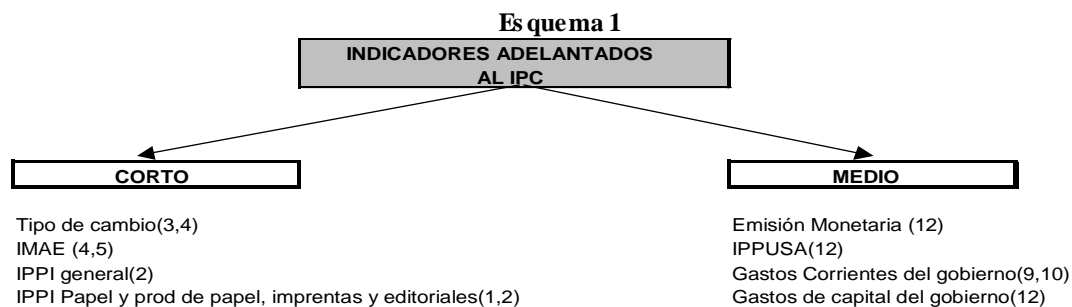 Esquema 1
INDICADORES ADELANTADOS
AL IPC
CORTO
MEDIO
Tipo de cambio(3,4)
IMAE (4,5)
IPPI general(2)
IPPI Papel y prod de papel, imprentas y editoriales(1,2)
Emisión Monetaria (12)
IPPUSA(12)
Gastos Corrientes del gobierno(9,10)
Gastos de capital del gobierno(12)